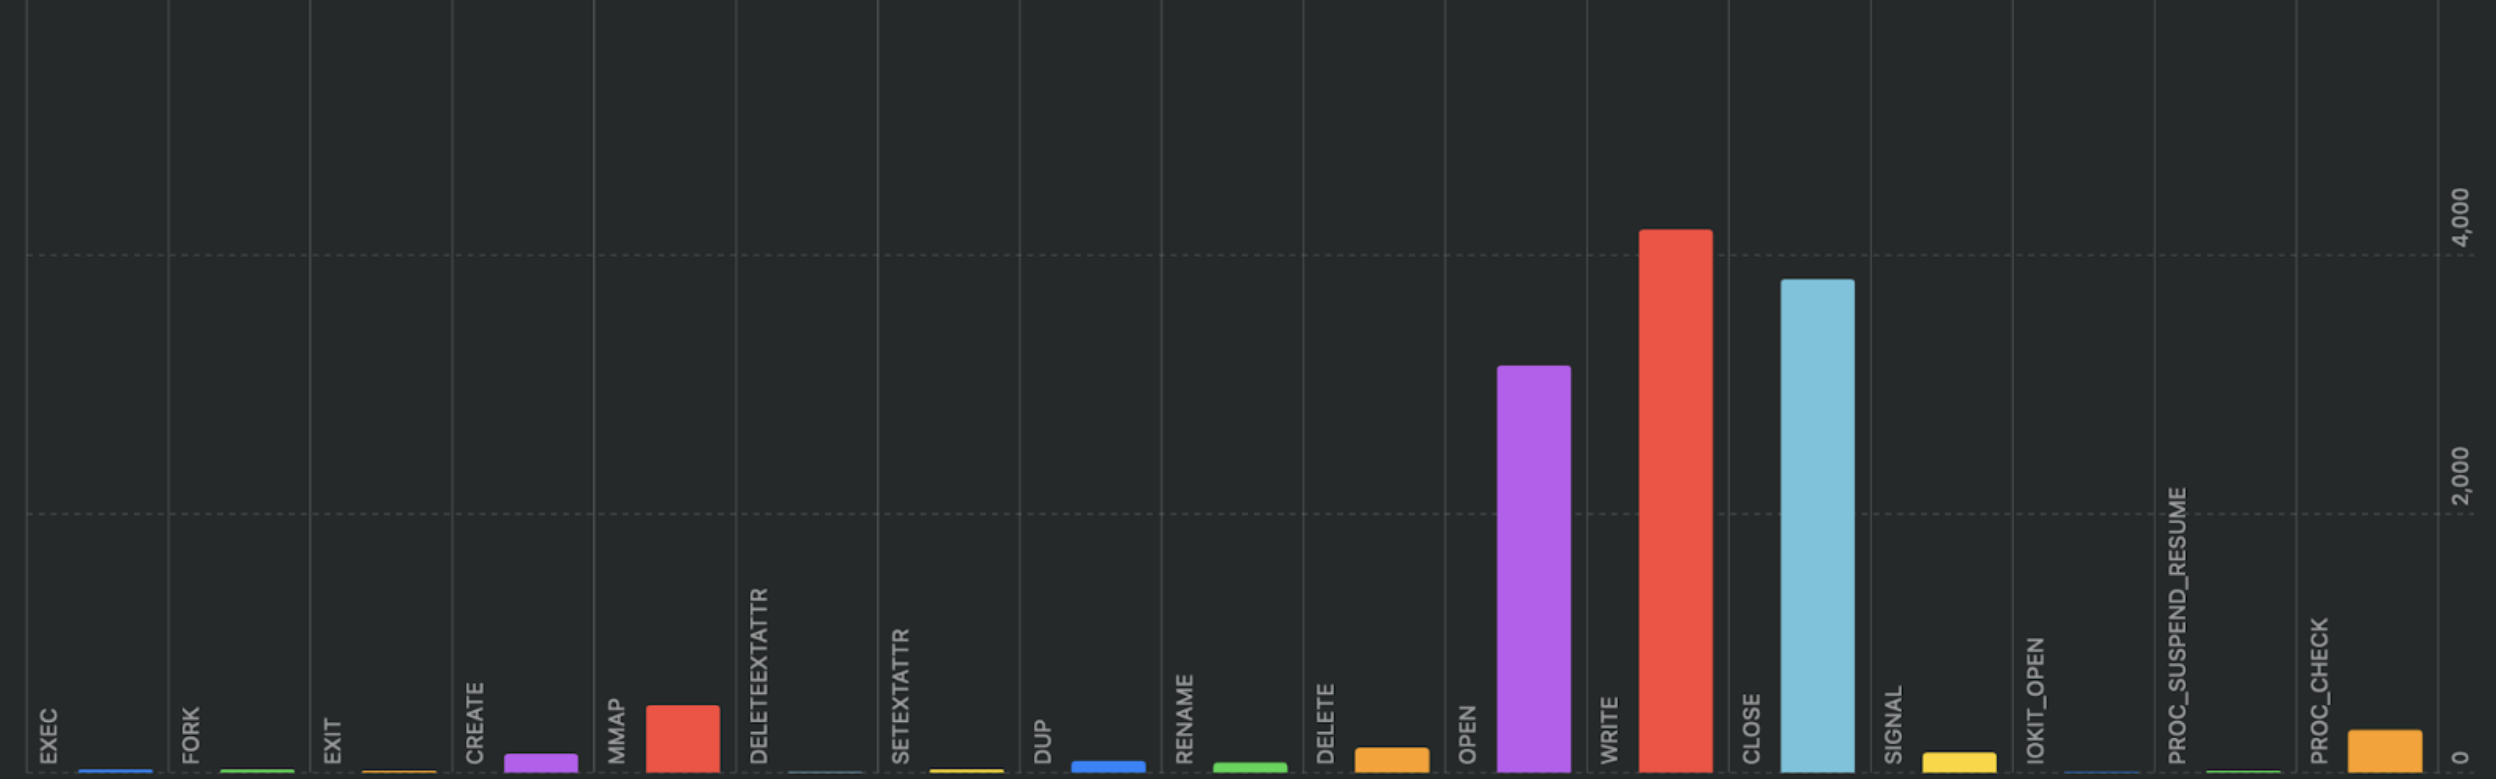 EXEC
FORK
EXIT
CREATE
MMAP
DELETEEXTATTR
SETEXTATTR
DUP
RENAME
DELETE
OPEN
WRITE
CLOSE
SIGNAL
IOKIT_OPEN
PROC_SUSPEND_RESUME
PROC_CHECK
4,000
2,000
0